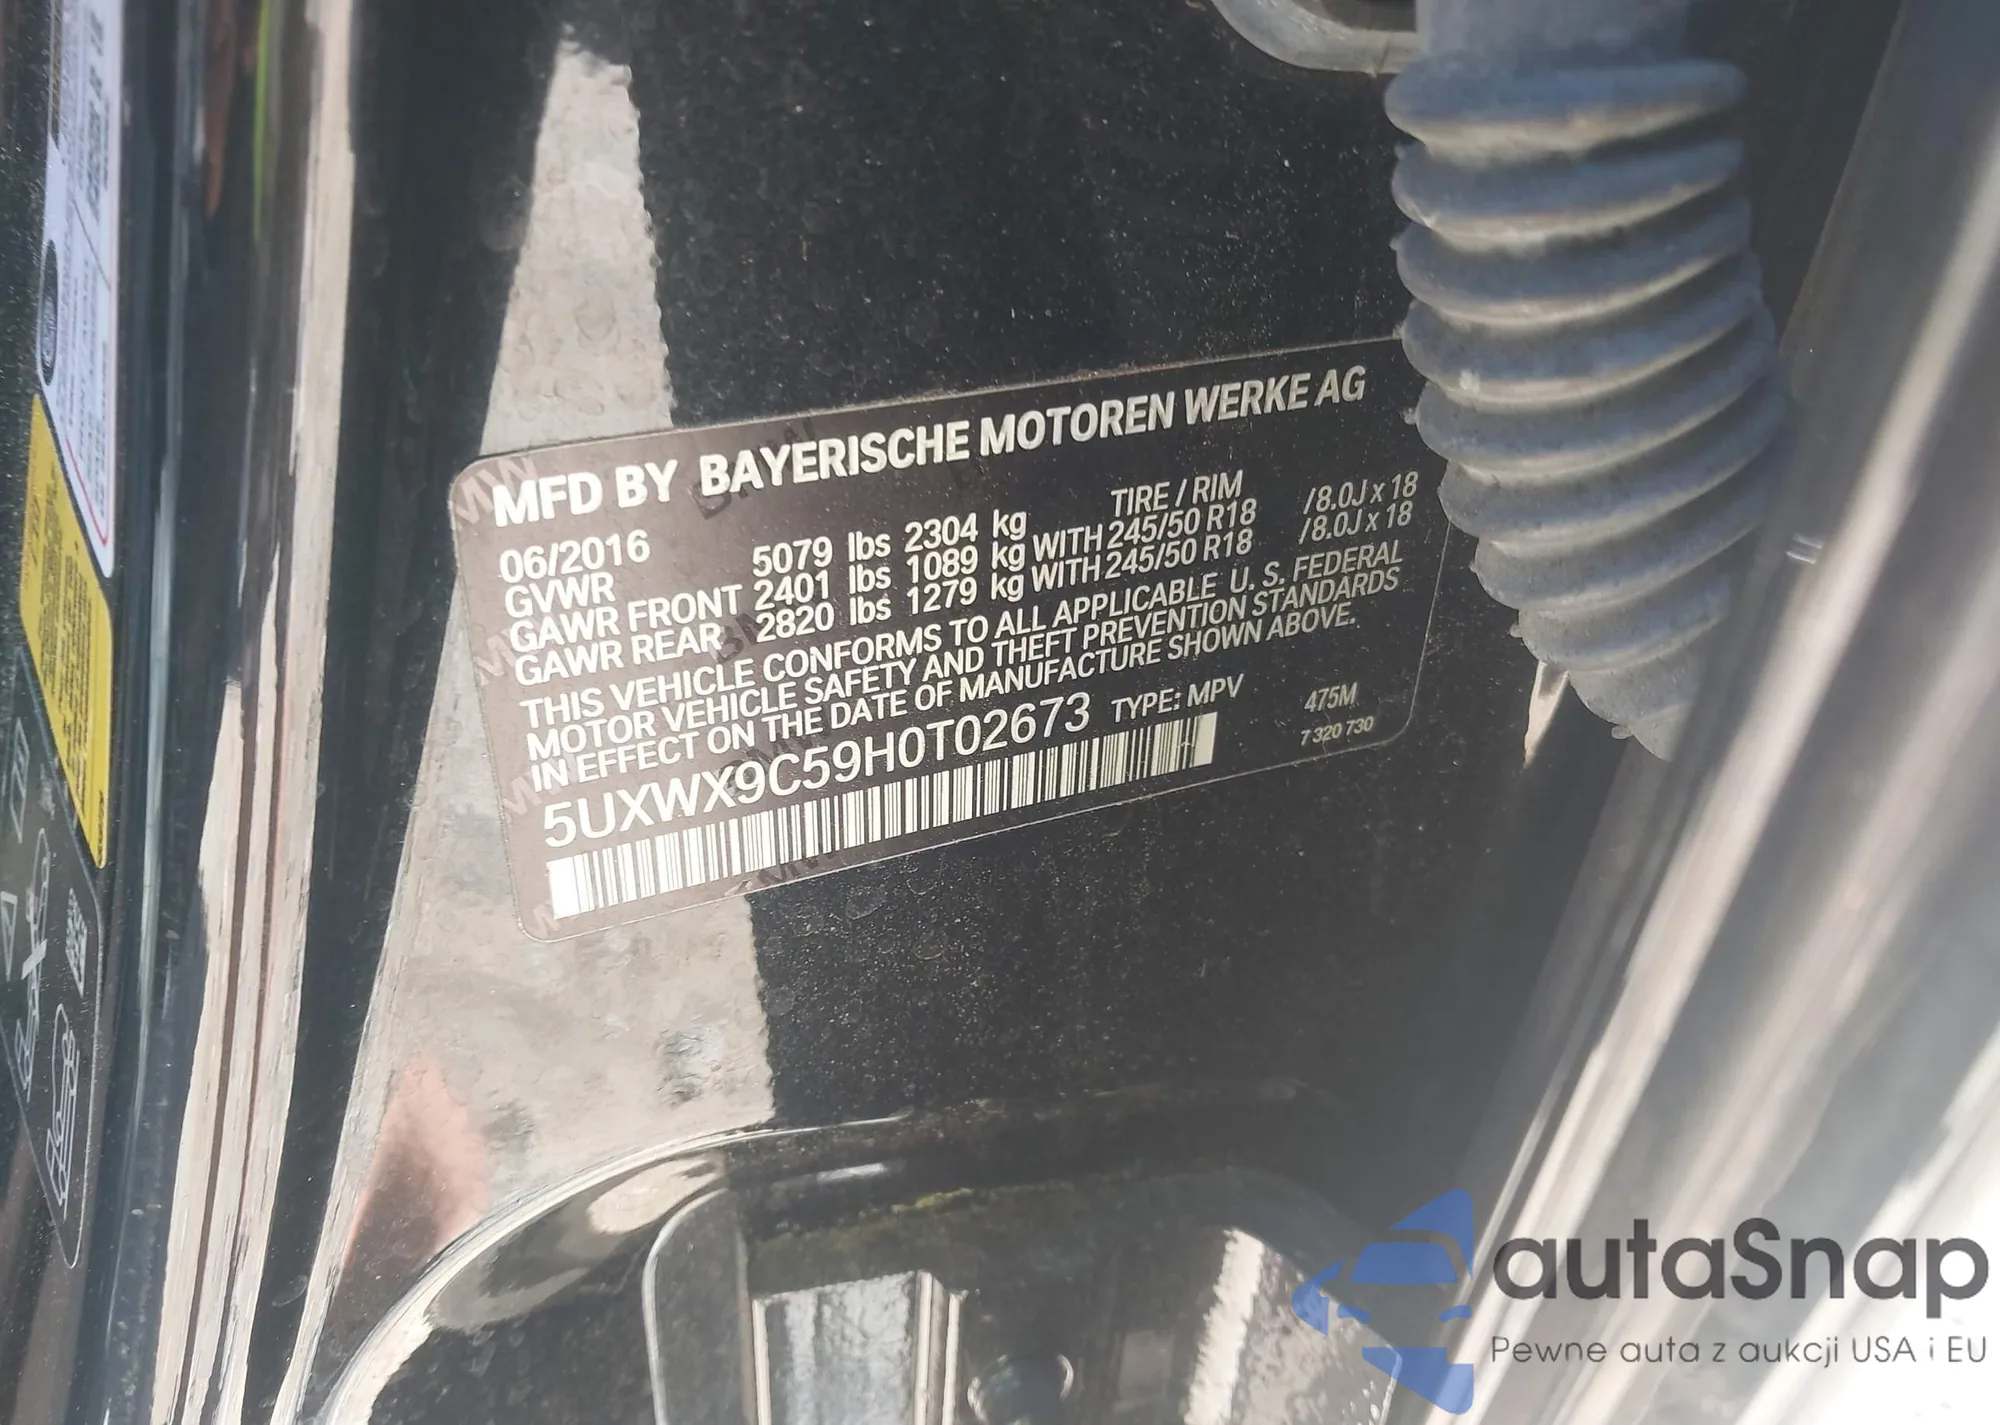 MFD BY BAYERISCHE MOTOREN WERKE AG
06/2016 TIRE / RIM
GVWR 5079 lbs 2304 kg
GAWR FRONT 2401 lbs 1089 kg WITH 245/50 R18 /8.0J x 18
GAWR REAR 2820 lbs 1279 kg WITH 245/50 R18 /8.0J x 18
THIS VEHICLE CONFORMS TO ALL APPLICABLE U. S. FEDERAL
MOTOR VEHICLE SAFETY AND THEFT PREVENTION STANDARDS
IN EFFECT ON THE DATE OF MANUFACTURE SHOWN ABOVE.
5UXWX9C59H0T02673 TYPE: MPV 475M
7 320 730
autaSnap
Pewne auta z aukcji USA i EU